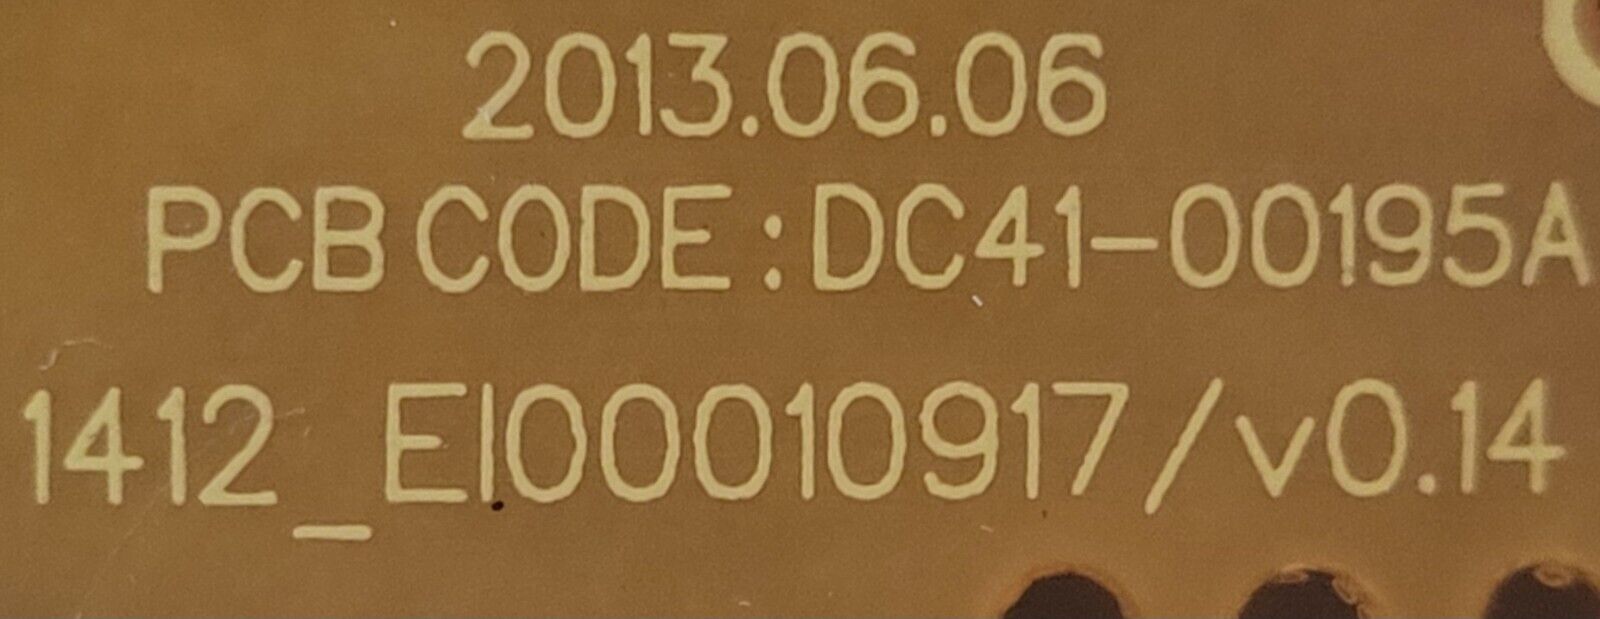 2013.06.06
PCB CODE:DC41-00195A
1412_EI00010917/v0.14